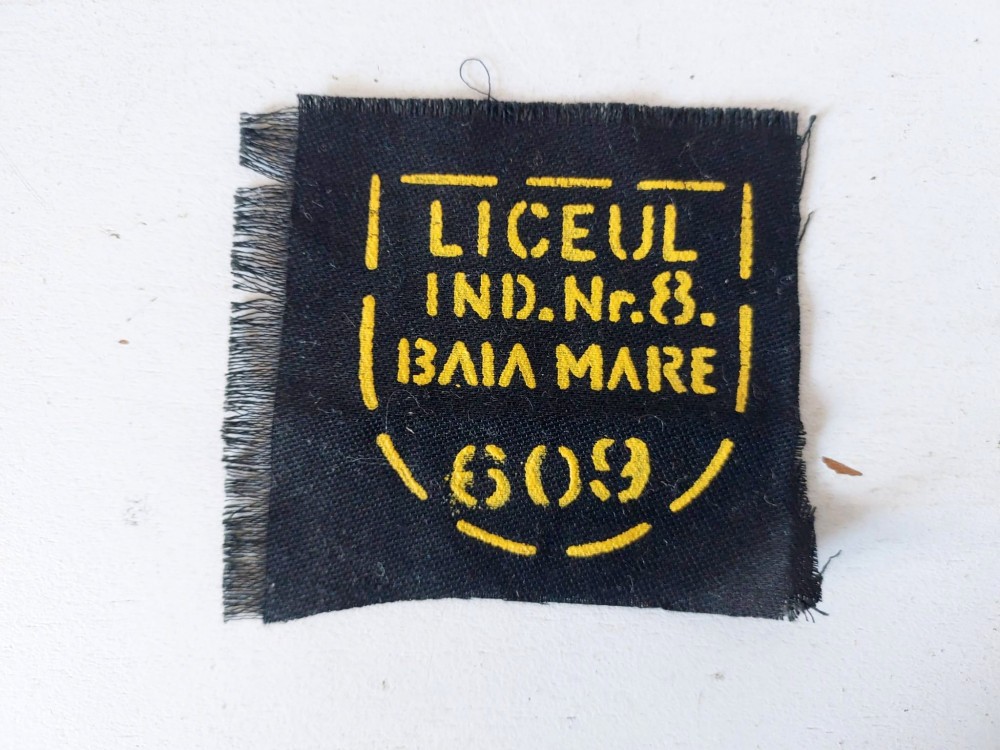 LICEUL
IND. Nr. 8.
BAIA MARE
609